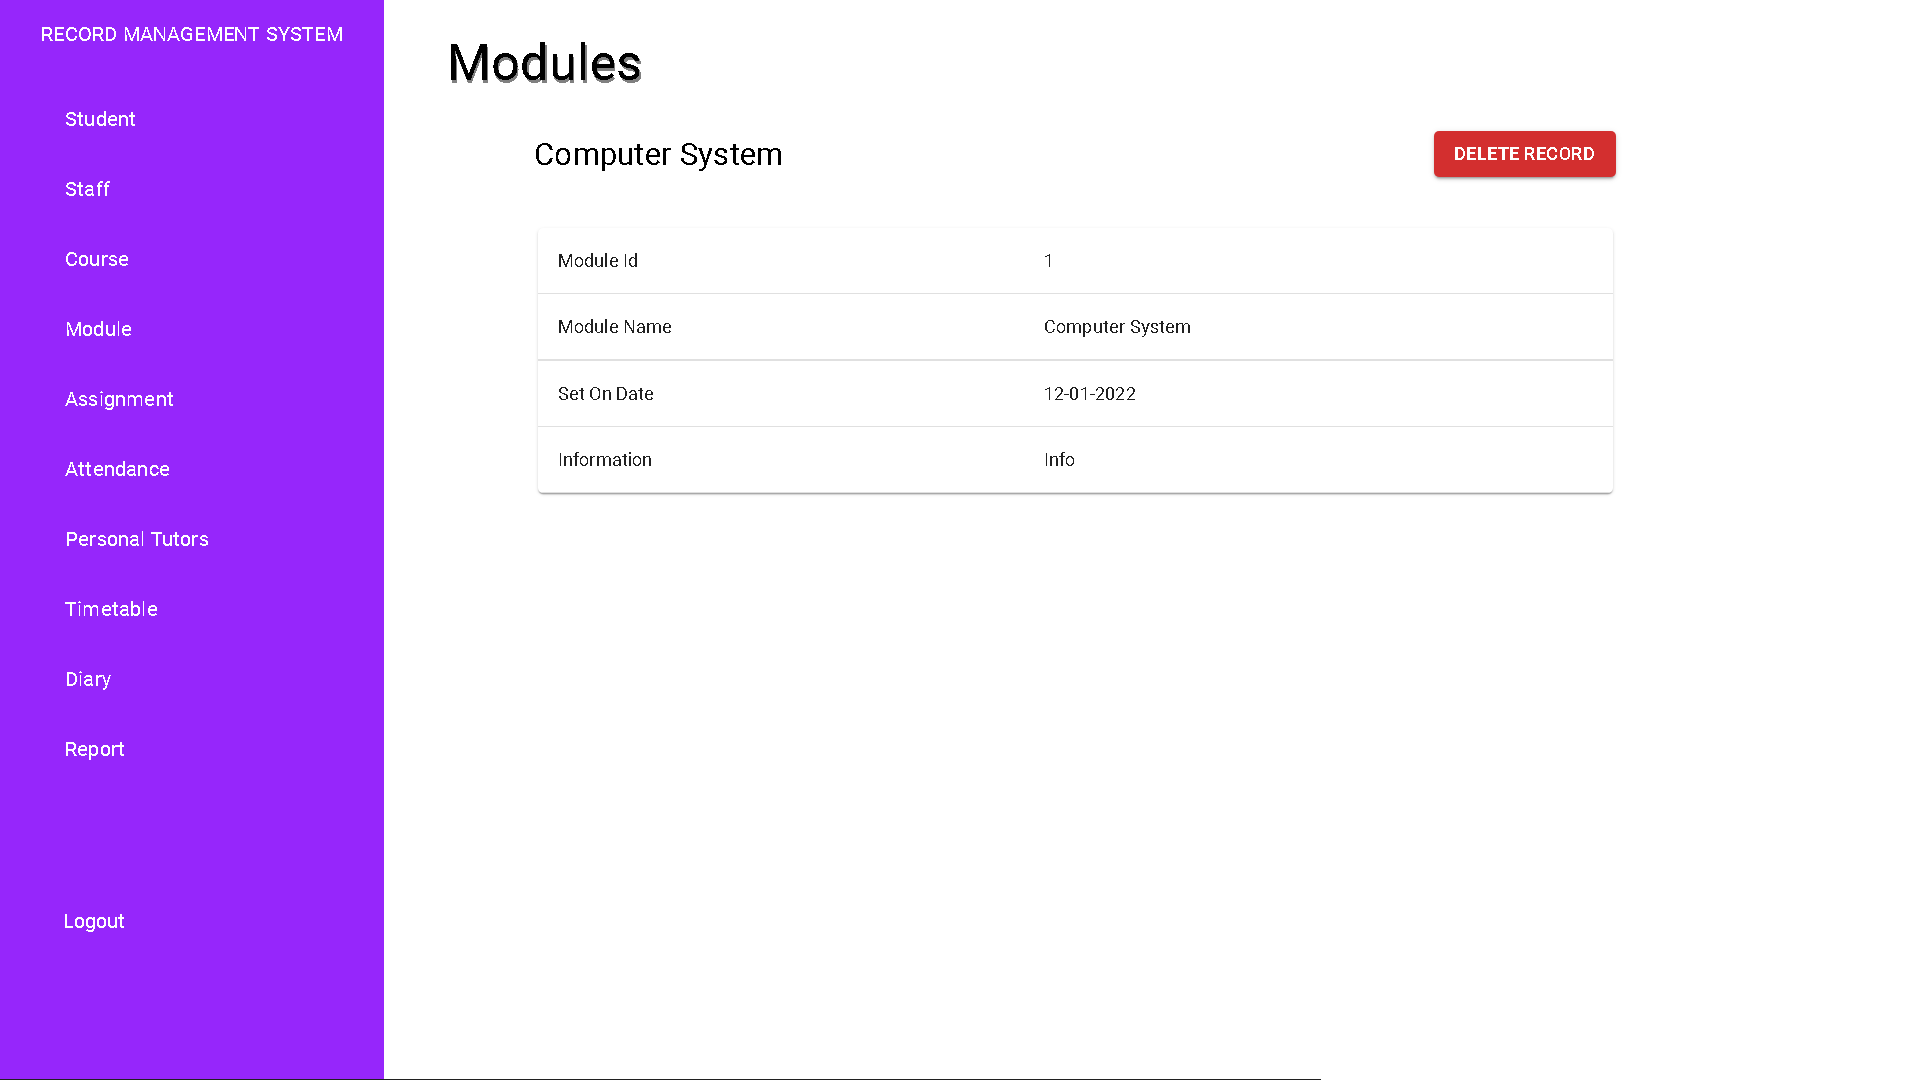 RECORD MANAGEMENT SYSTEM
Student
Staff
Course
Module
Assignment
Attendance
Personal Tutors
Timetable
Diary
Report
Logout
Modules
Computer System
DELETE RECORD
Module Id 1
Module Name Computer System
Set On Date 12-01-2022
Information Info